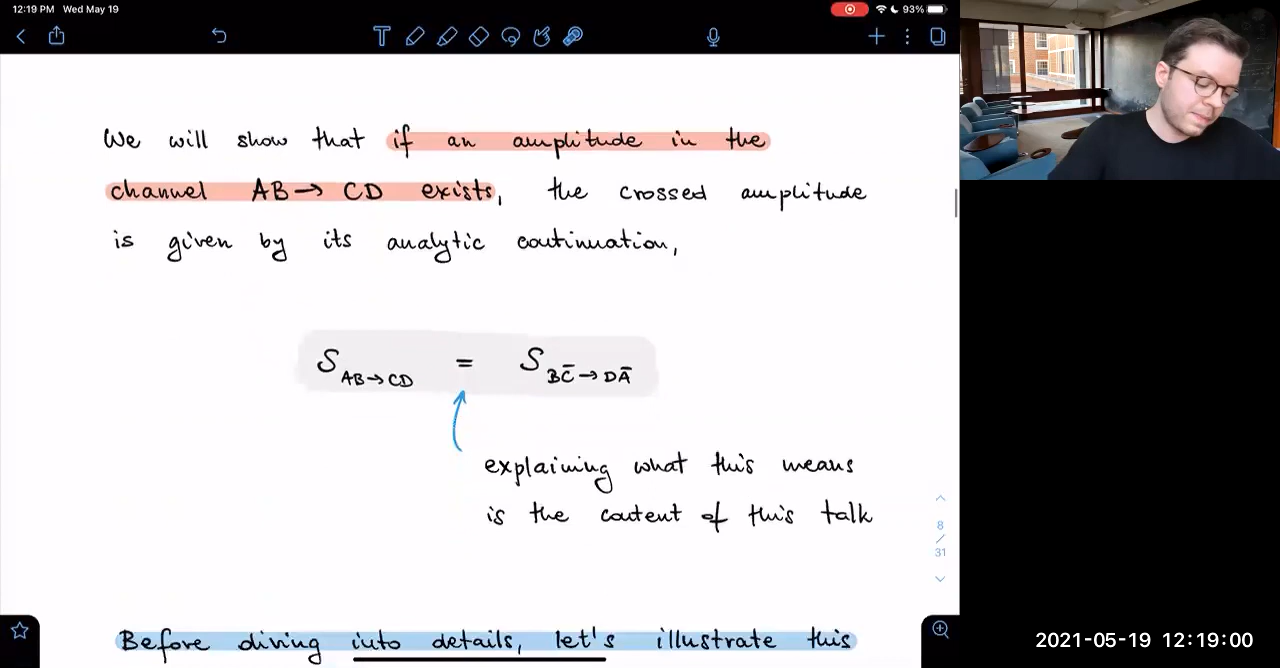 12:19 PM Wed May 19
93%
We will show that if an amplitude in the
channel AB → CD exists, the crossed amplitude
is given by its analytic continuation,
S AB→CD = S BC̄→DĀ
explaining what this means
is the content of this talk
8
/
31
Before diving into details, let's illustrate this
2021-05-19 12:19:00